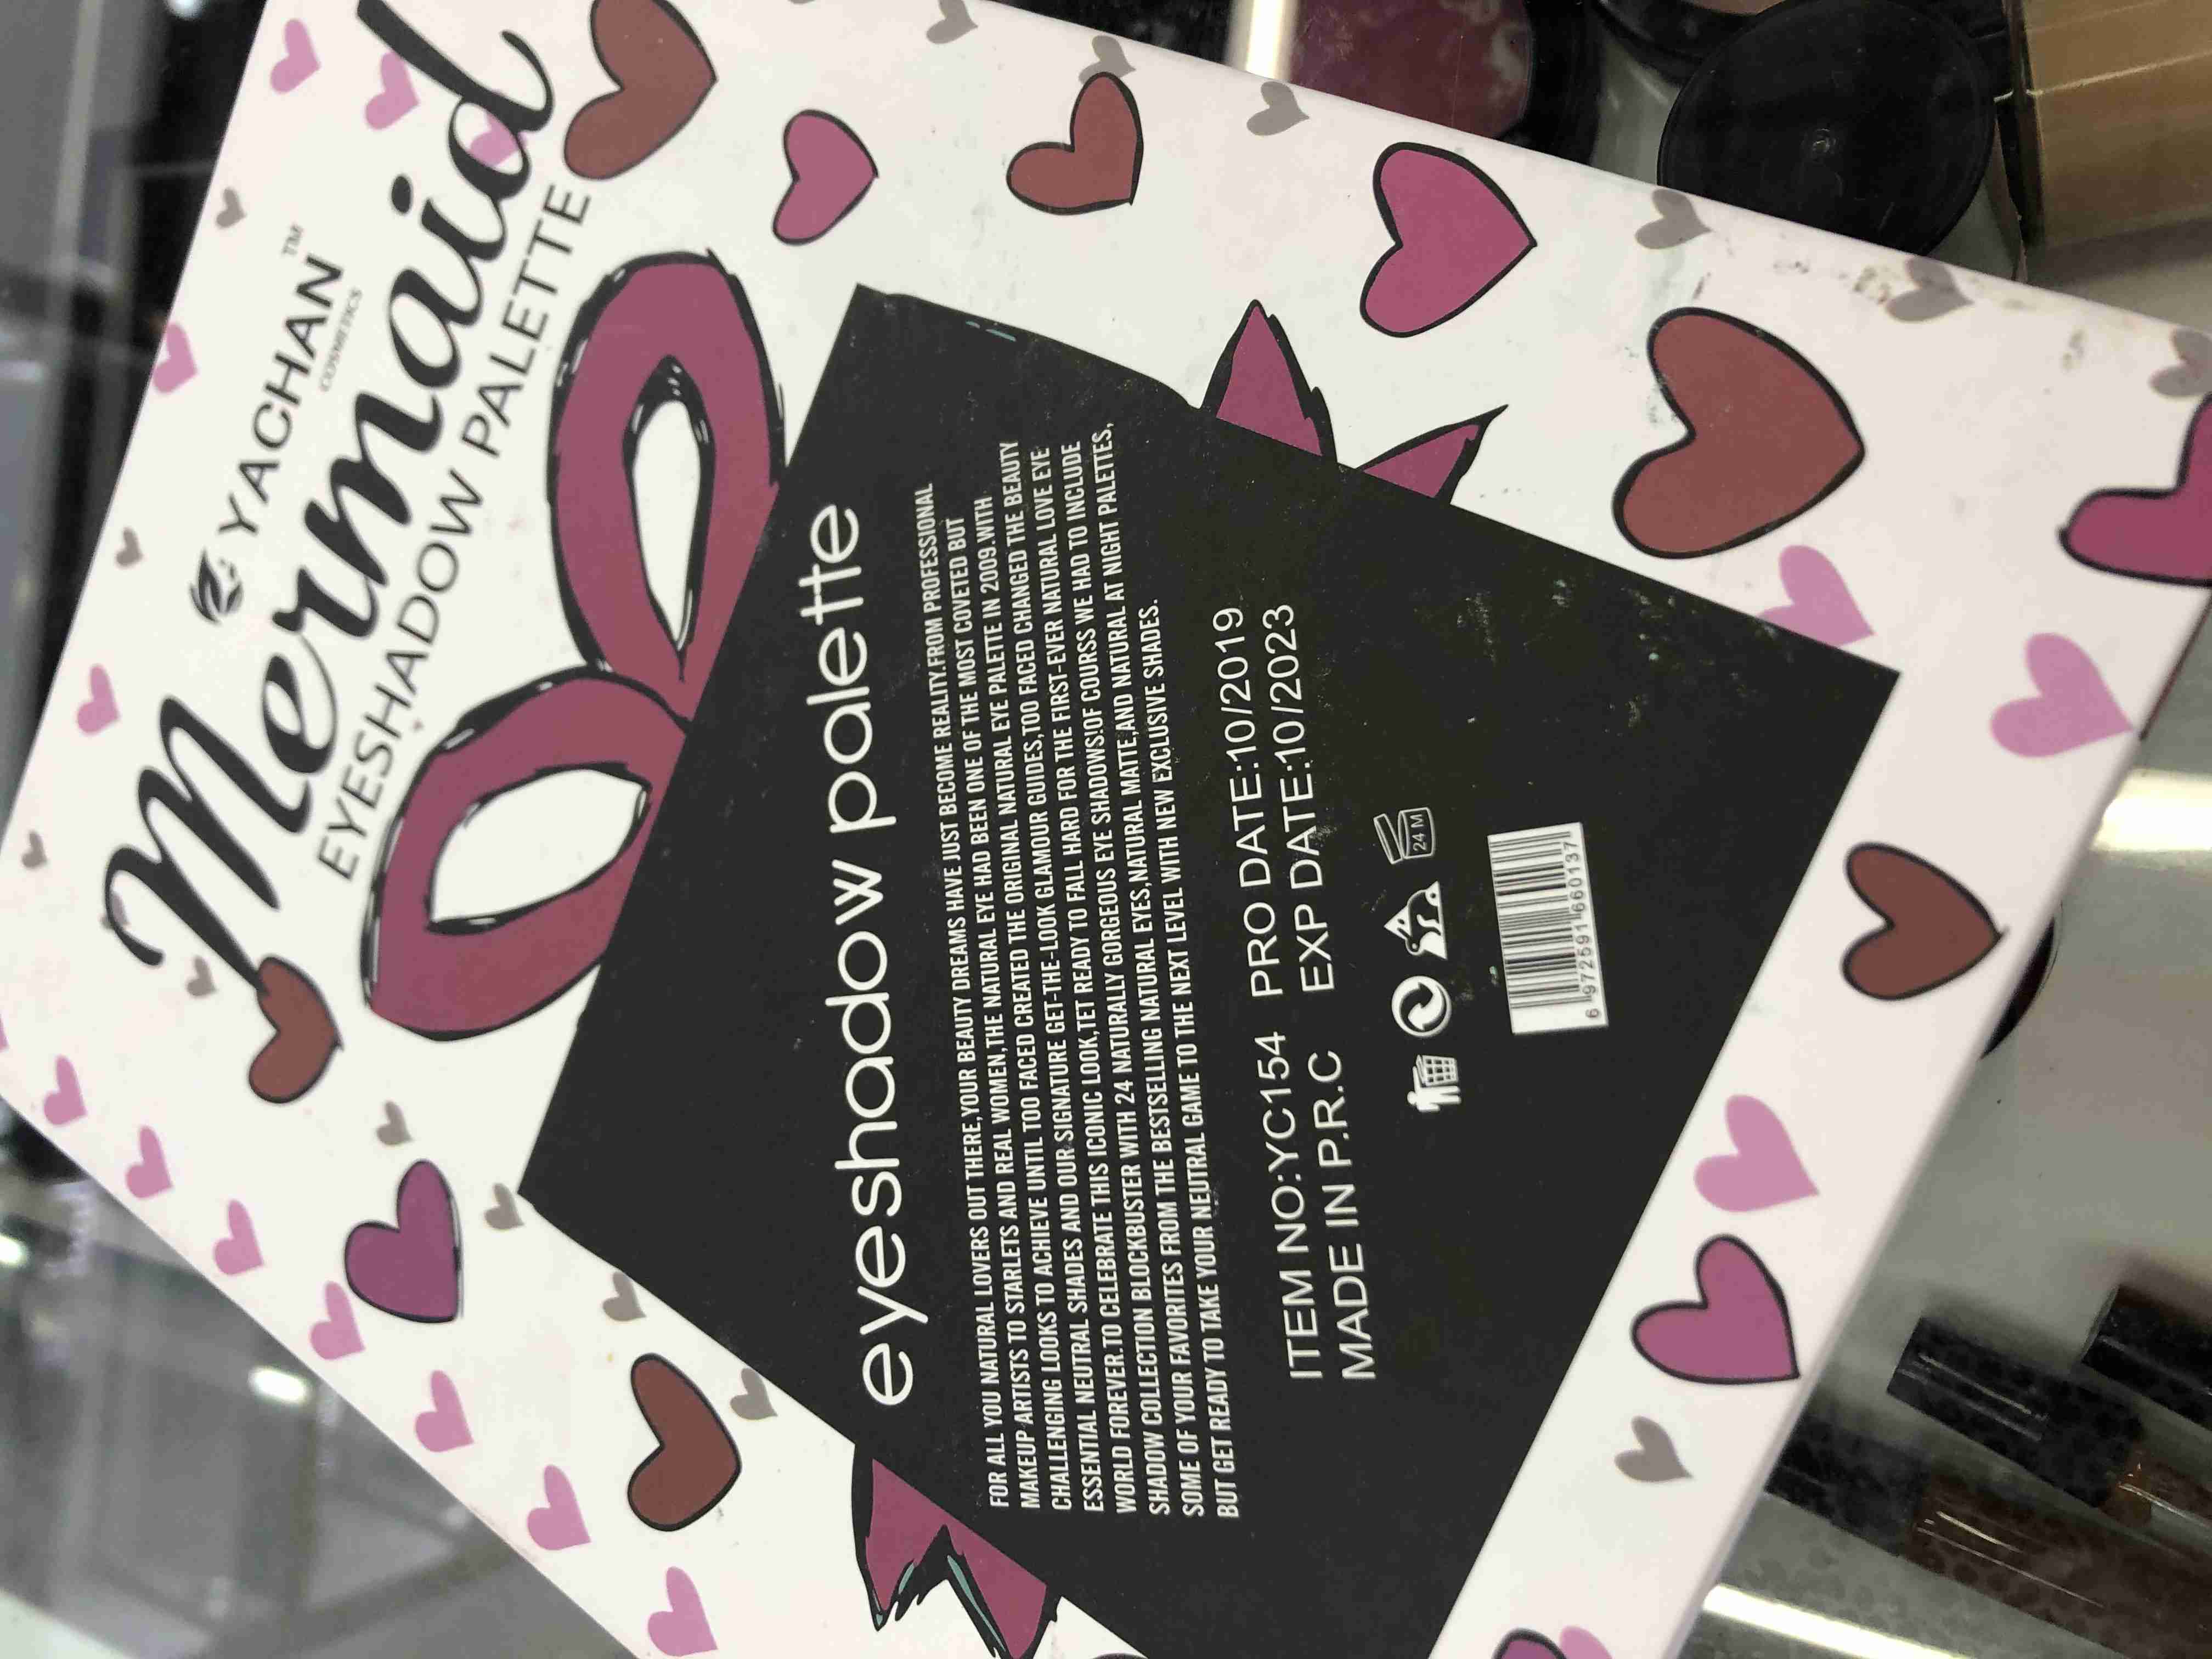 YACHAN™
COSMETICS
Mermaid
EYESHADOW PALETTE
eyeshadow palette
FOR ALL YOU NATURAL LOVERS OUT THERE,YOUR BEAUTY DREAMS HAVE JUST BECOME REALITY.FROM PROFESSIONAL
MAKEUP ARTISTS TO STARLETS AND REAL WOMEN,THE NATURAL EYE HAD BEEN ONE OF THE MOST COVETED BUT
CHALLENGING LOOKS TO ACHIEVE UNTIL TOO FACED CREATED THE ORIGINAL NATURAL EYE PALETTE IN 2009.WITH
ESSENTIAL NEUTRAL SHADES AND OUR SIGNATURE GET-THE-LOOK GLAMOUR GUIDES,TOO FACED CHANGED THE BEAUTY
WORLD FOREVER.TO CELEBRATE THIS ICONIC LOOK,TET READY TO FALL HARD FOR THE FIRST-EVER NATURAL LOVE EYE
SHADOW COLLECTION BLOCKBUSTER WITH 24 NATURALLY GORGEOUS EYE SHADOWS!OF COURSS WE HAD TO INCLUDE
SOME OF YOUR FAVORITES FROM THE BESTSELLING NATURAL EYES,NATURAL MATTE,AND NATURAL AT NIGHT PALETTES,
BUT GET READY TO TAKE YOUR NEUTRAL GAME TO THE NEXT LEVEL WITH NEW EXCLUSIVE SHADES.
ITEM NO:YC154 PRO DATE:10/2019
MADE IN P.R.C EXP DATE:10/2023
24 M
6 972591 660137